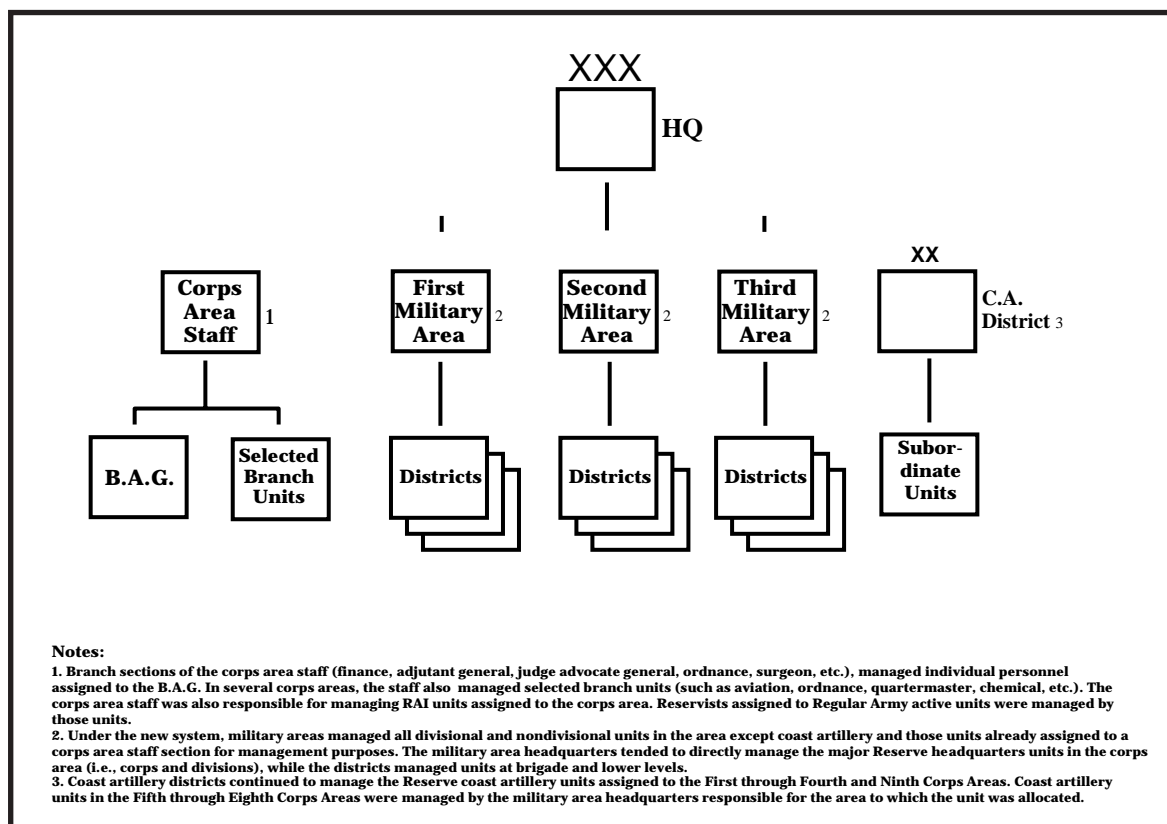 XXX
HQ
XX
Corps
Area
Staff
1
First
Military
Area
2
Second
Military
Area
2
Third
Military
Area
2
C.A.
District 3
B.A.G.
Selected
Branch
Units
Districts
Districts
Districts
Subor-
dinate
Units
Notes:
1. Branch sections of the corps area staff (finance, adjutant general, judge advocate general, ordnance, surgeon, etc.), managed individual personnel
assigned to the B.A.G. In several corps areas, the staff also managed selected branch units (such as aviation, ordnance, quartermaster, chemical, etc.). The
corps area staff was also responsible for managing RAI units assigned to the corps area. Reservists assigned to Regular Army active units were managed by
those units.
2. Under the new system, military areas managed all divisional and nondivisional units in the area except coast artillery and those units already assigned to a
corps area staff section for management purposes. The military area headquarters tended to directly manage the major Reserve headquarters units in the corps
area (i.e., corps and divisions), while the districts managed units at brigade and lower levels.
3. Coast artillery districts continued to manage the Reserve coast artillery units assigned to the First through Fourth and Ninth Corps Areas. Coast artillery
units in the Fifth through Eighth Corps Areas were managed by the military area headquarters responsible for the area to which the unit was allocated.